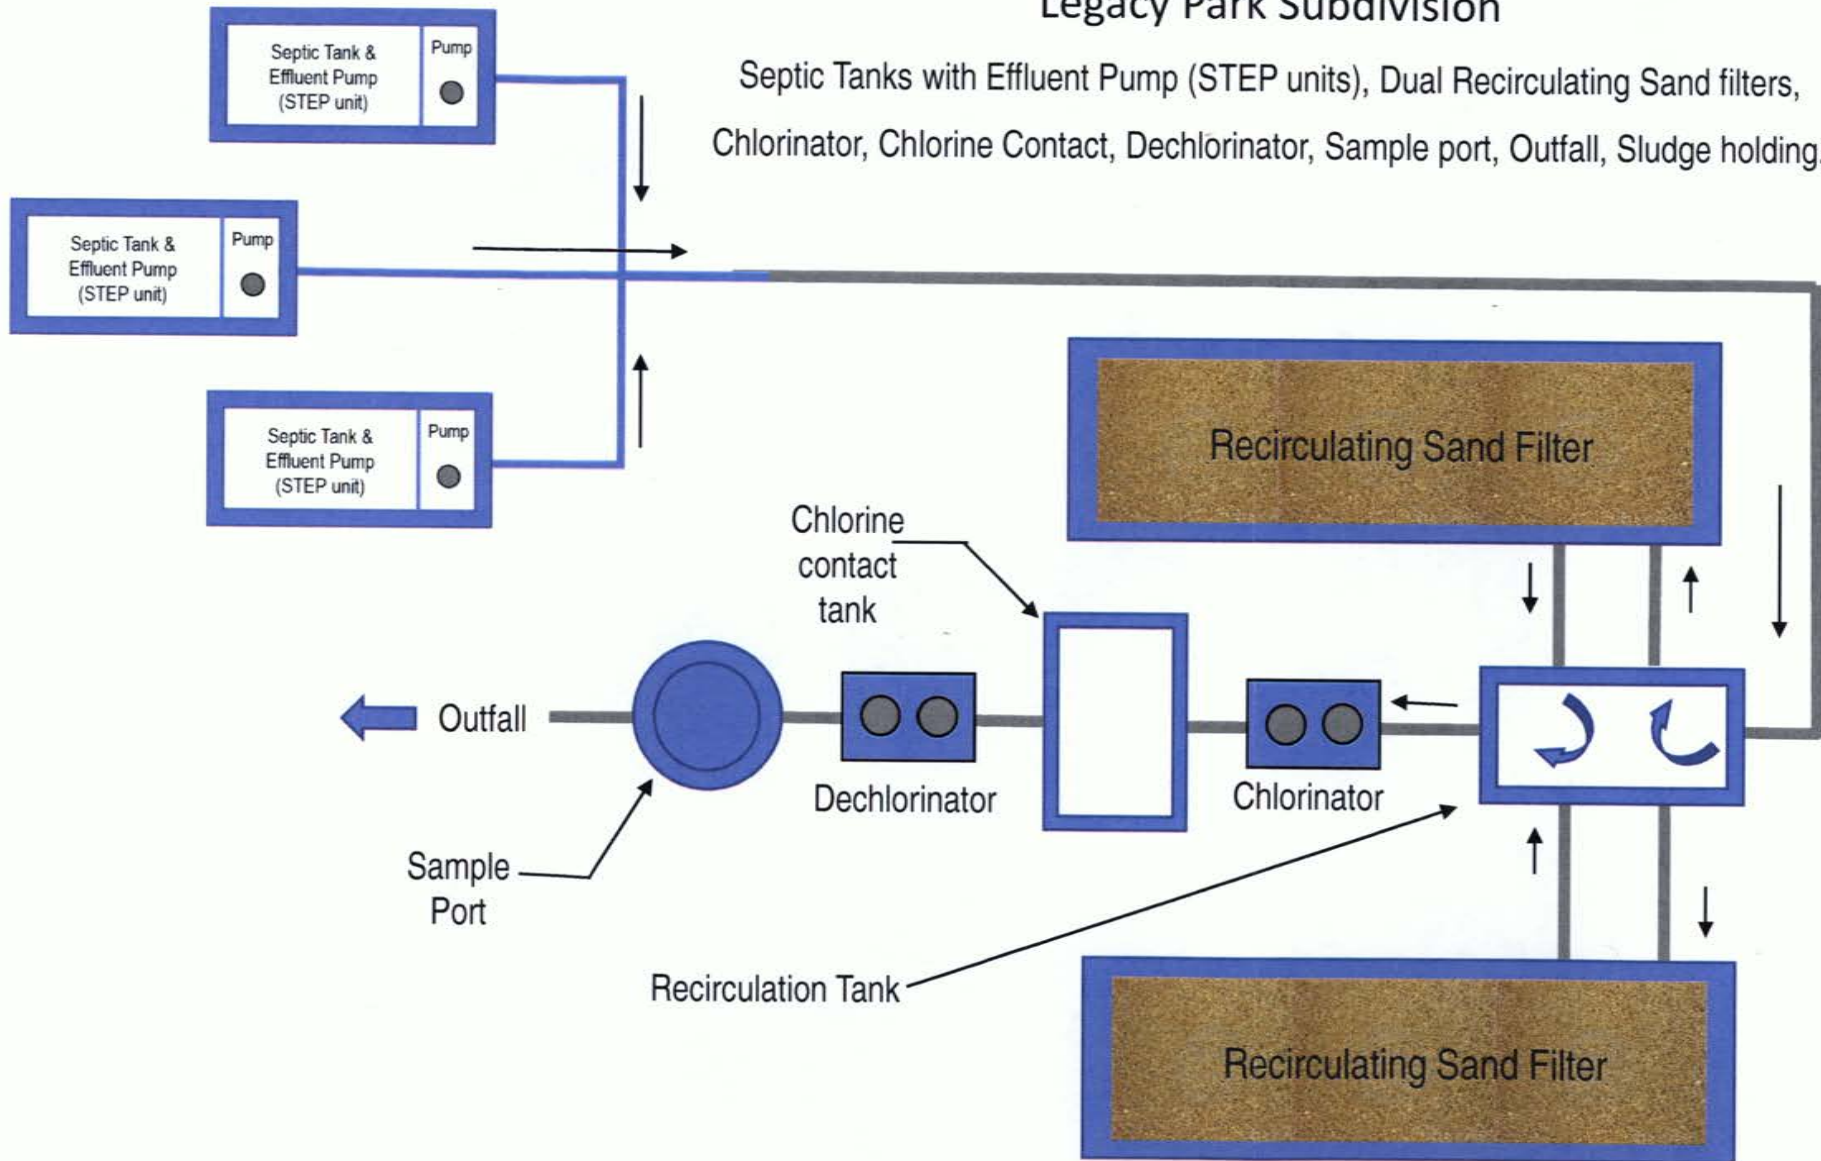 Legacy Park Subdivision
Septic Tanks with Effluent Pump (STEP units), Dual Recirculating Sand filters,
Chlorinator, Chlorine Contact, Dechlorinator, Sample port, Outfall, Sludge holding.
Septic Tank &
Effluent Pump
(STEP unit)
Pump
Septic Tank &
Effluent Pump
(STEP unit)
Pump
Septic Tank &
Effluent Pump
(STEP unit)
Pump
Recirculating Sand Filter
Chlorine
contact
tank
Outfall
Dechlorinator
Chlorinator
Sample
Port
Recirculation Tank
Recirculating Sand Filter